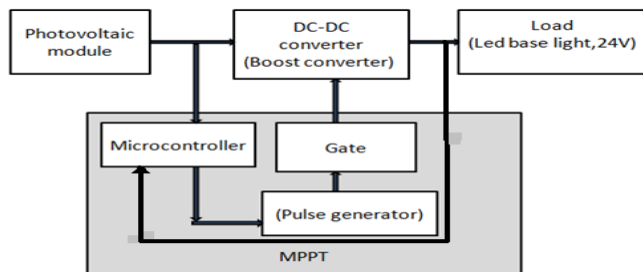 Photovoltaic
module
DC-DC
converter
(Boost converter)
Load
(Led base light,24V)
Microcontroller
Gate
(Pulse generator)
MPPT